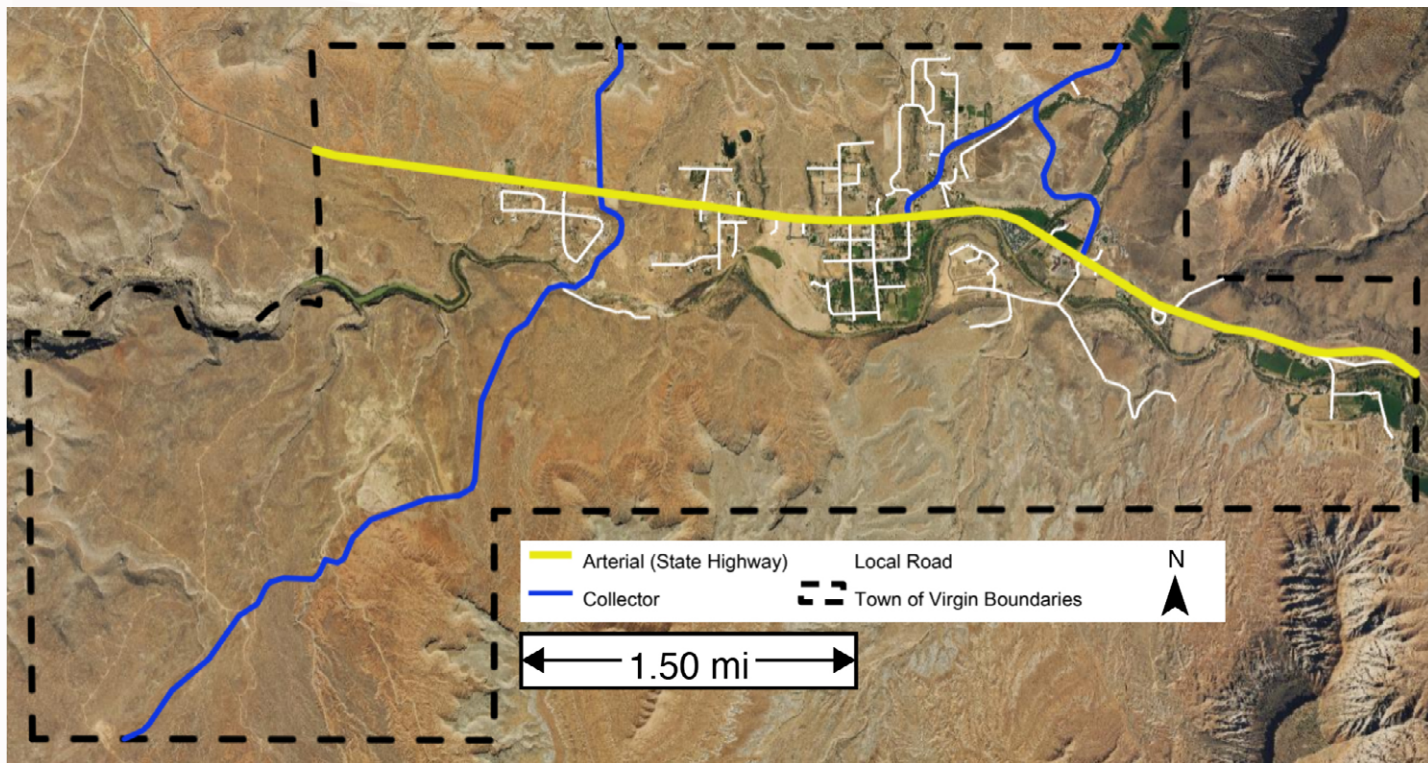 Arterial (State Highway)
Local Road
N
Collector
Town of Virgin Boundaries
1.50 mi